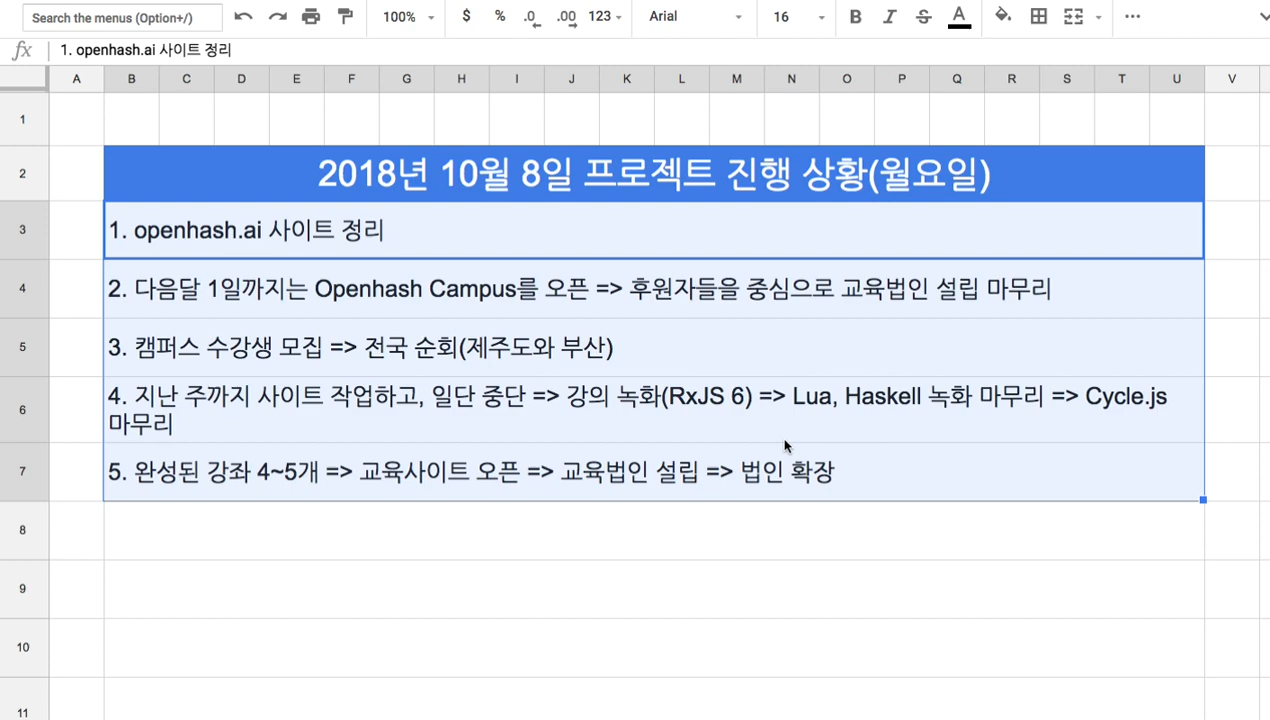 Search the menus (Option+/)
100%
$ % .0 .00 123
Arial
16
B I S A
fx 1. openhash.ai 사이트 정리
A B C D E F G H I J K L M N O P Q R S T U V
1
2 2018년 10월 8일 프로젝트 진행 상황(월요일)
3 1. openhash.ai 사이트 정리
4 2. 다음달 1일까지는 Openhash Campus를 오픈 => 후원자들을 중심으로 교육법인 설립 마무리
5 3. 캠퍼스 수강생 모집 => 전국 순회(제주도와 부산)
6 4. 지난 주까지 사이트 작업하고, 일단 중단 => 강의 녹화(RxJS 6) => Lua, Haskell 녹화 마무리 => Cycle.js
마무리
7 5. 완성된 강좌 4~5개 => 교육사이트 오픈 => 교육법인 설립 => 법인 확장
8
9
10
11